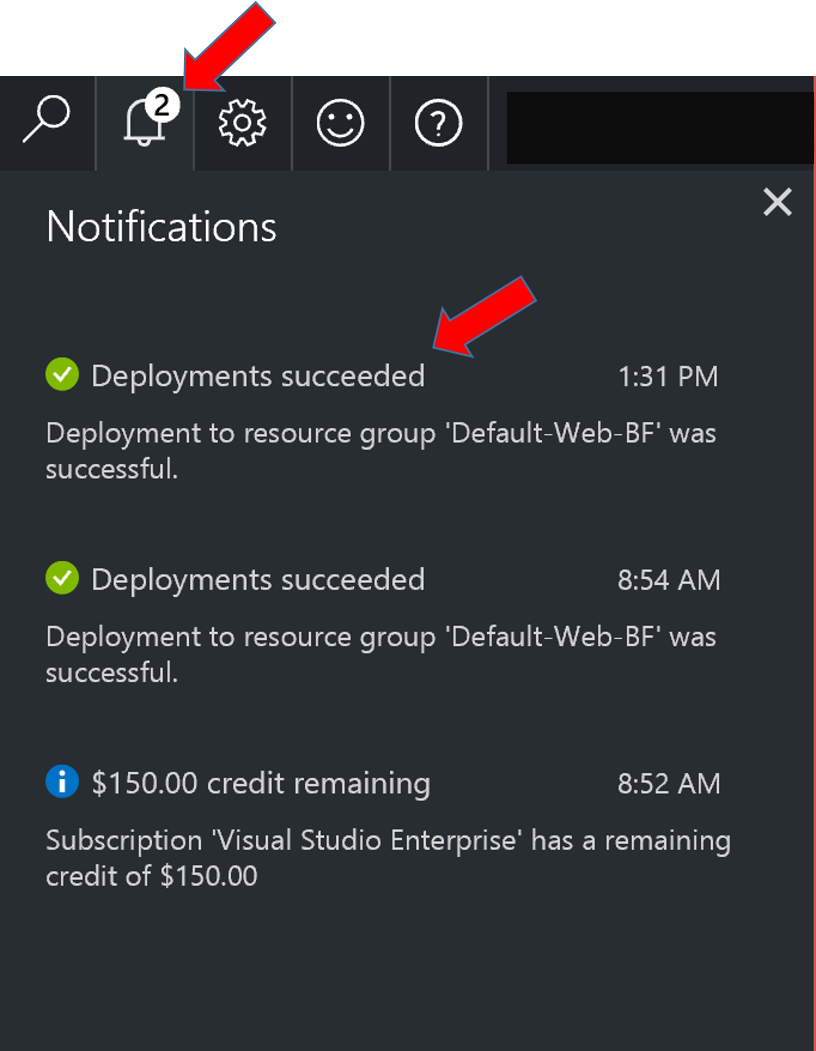 2
?
Notifications
Deployments succeeded 1:31 PM
Deployment to resource group 'Default-Web-BF' was
successful.
Deployments succeeded 8:54 AM
Deployment to resource group 'Default-Web-BF' was
successful.
$150.00 credit remaining 8:52 AM
Subscription 'Visual Studio Enterprise' has a remaining
credit of $150.00